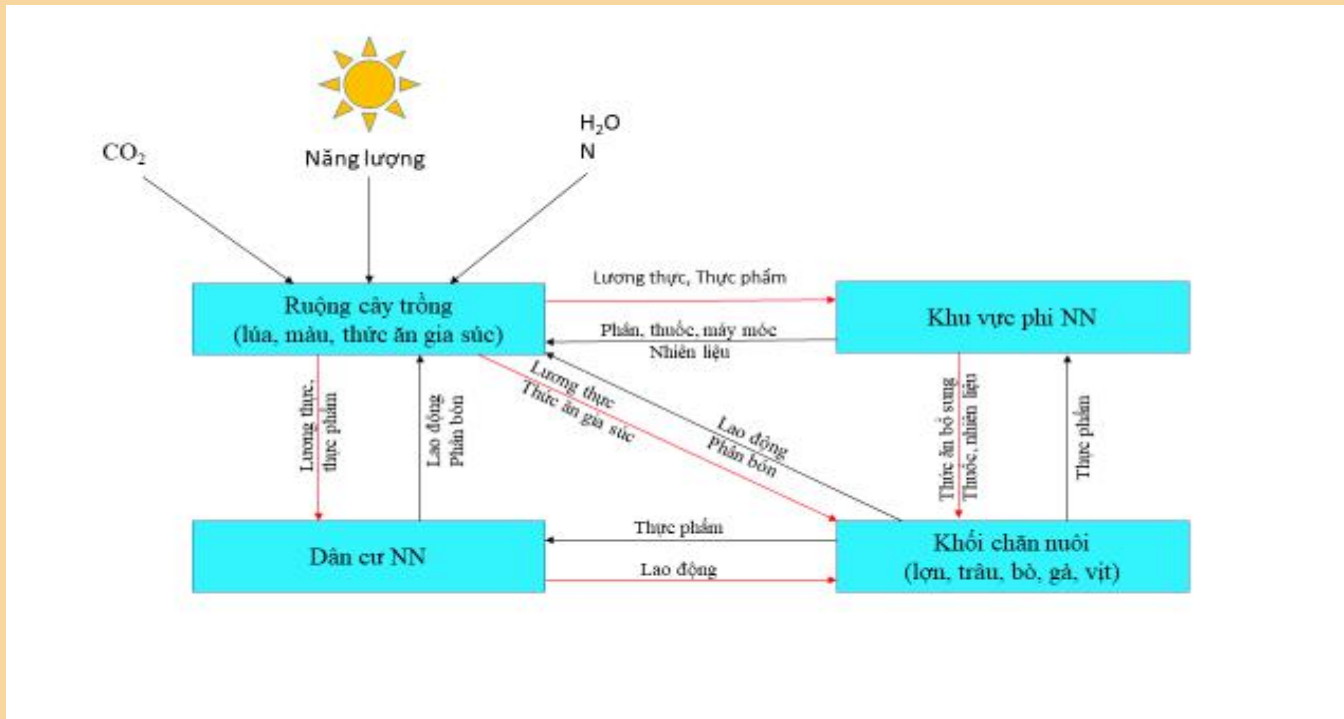 CO₂
Năng lượng
H₂O
N
Ruộng cây trồng
(lúa, màu, thức ăn gia súc)
Lương thực, Thực phẩm
Phân, thuốc, máy móc
Nhiên liệu
Khu vực phi NN
Lương thực,
thực phẩm
Lao động
Phân bón
Lương thực
Thức ăn gia súc
Lao động
Phân bón
Thức ăn bổ sung
Thuốc, nhiên liệu
Thực phẩm
Dân cư NN
Thực phẩm
Lao động
Khối chăn nuôi
(lợn, trâu, bò, gà, vịt)